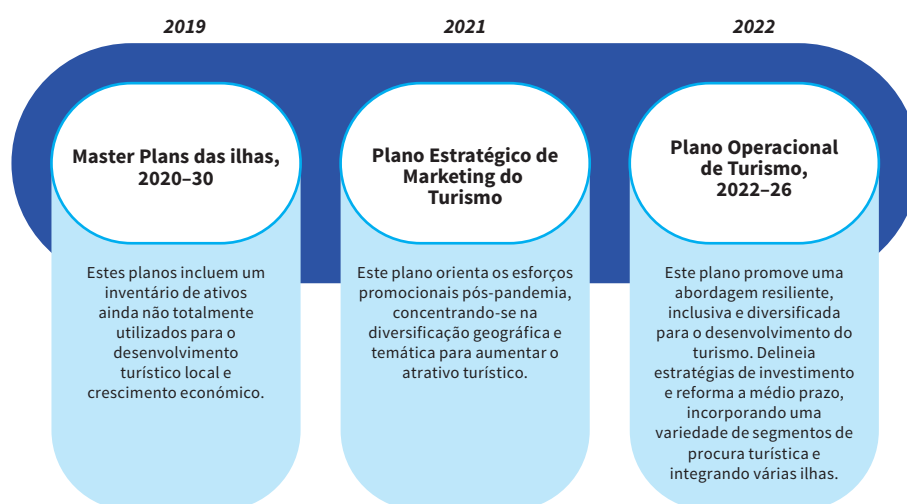 2019
2021
2022
Master Plans das ilhas,
2020–30
Plano Estratégico de
Marketing do
Turismo
Plano Operacional
de Turismo,
2022–26
Estes planos incluem um
inventário de ativos
ainda não totalmente
utilizados para o
desenvolvimento
turístico local e
crescimento económico.
Este plano orienta os esforços
promocionais pós-pandemia,
concentrando-se na
diversificação geográfica e
temática para aumentar o
atrativo turístico.
Este plano promove uma
abordagem resiliente,
inclusiva e diversificada
para o desenvolvimento do
turismo. Delineia
estratégias de investimento
e reforma a médio prazo,
incorporando uma
variedade de segmentos de
procura turística e
integrando várias ilhas.